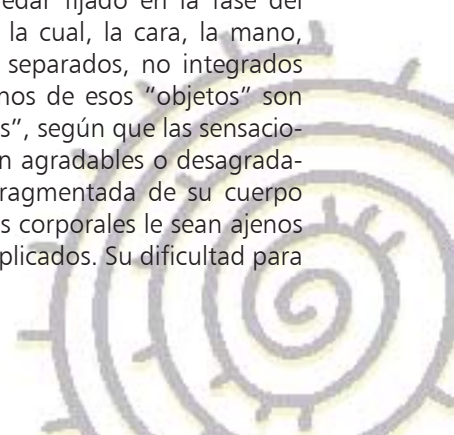 edar fijado en la fase del
la cual, la cara, la mano,
separados, no integrados
nos de esos “objetos” son
s”, según que las sensacio-
n agradables o desagrada-
ragmentada de su cuerpo
s corporales le sean ajenos
plicados. Su dificultad para